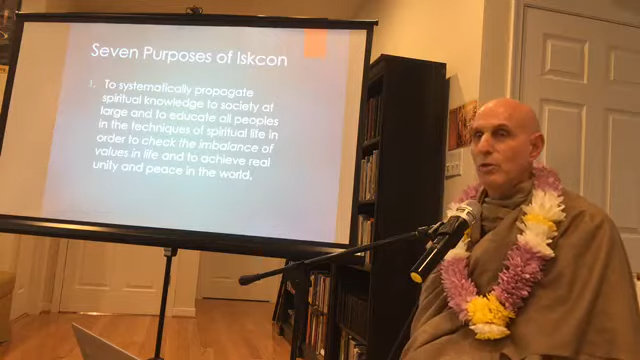 Seven Purposes of Iskcon
1. To systematically propagate
spiritual knowledge to society at
large and to educate all peoples
in the techniques of spiritual life in
order to check the imbalance of
values in life and to achieve real
unity and peace in the world.